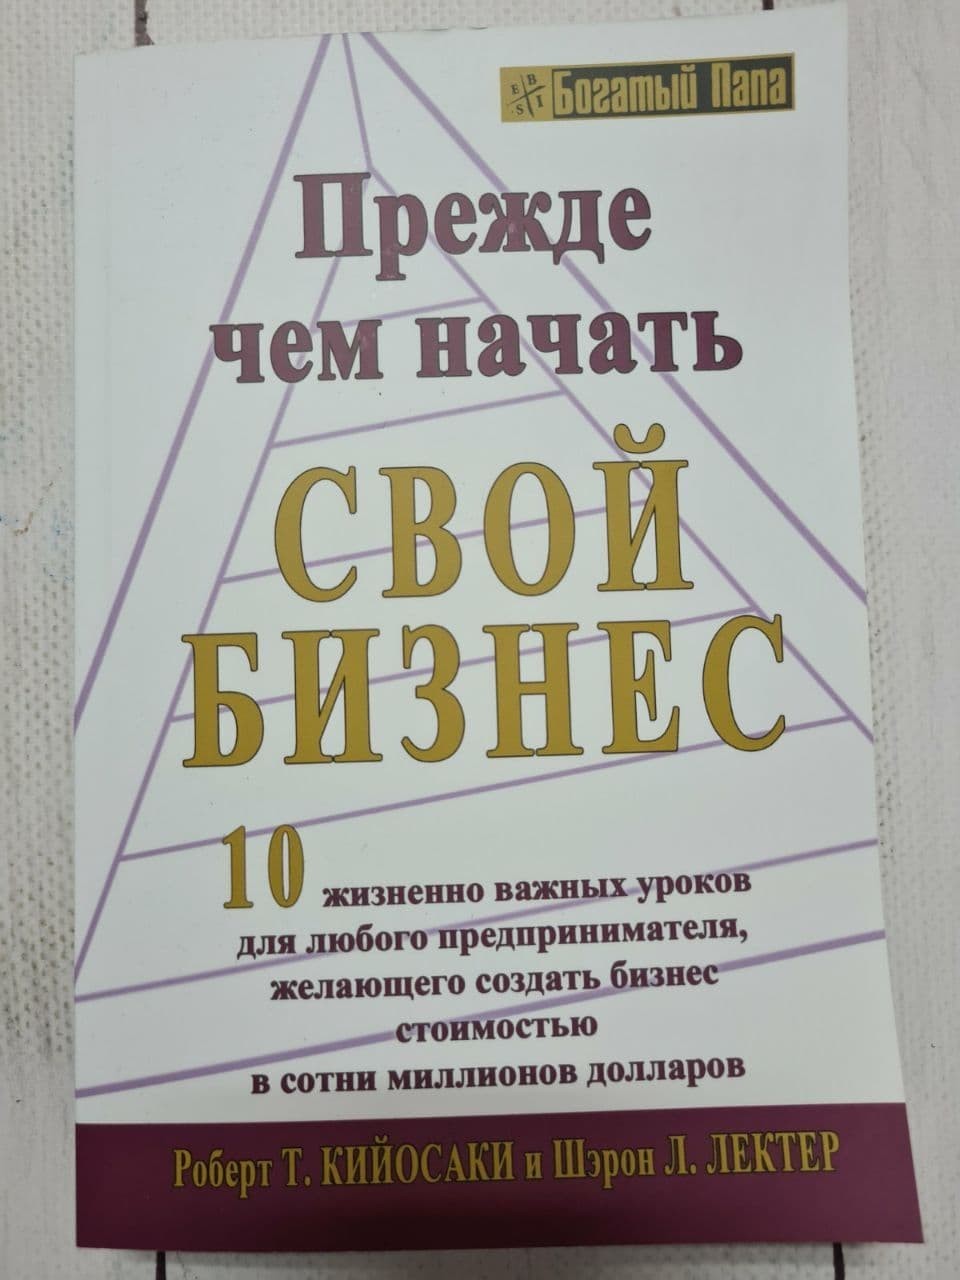 E B S I Богатый Папа
Прежде
чем начать
СВОЙ
БИЗНЕС
10 жизненно важных уроков
для любого предпринимателя,
желающего создать бизнес
стоимостью
в сотни миллионов долларов
Роберт Т. КИЙОСАКИ и Шэрон Л. ЛЕКТЕР